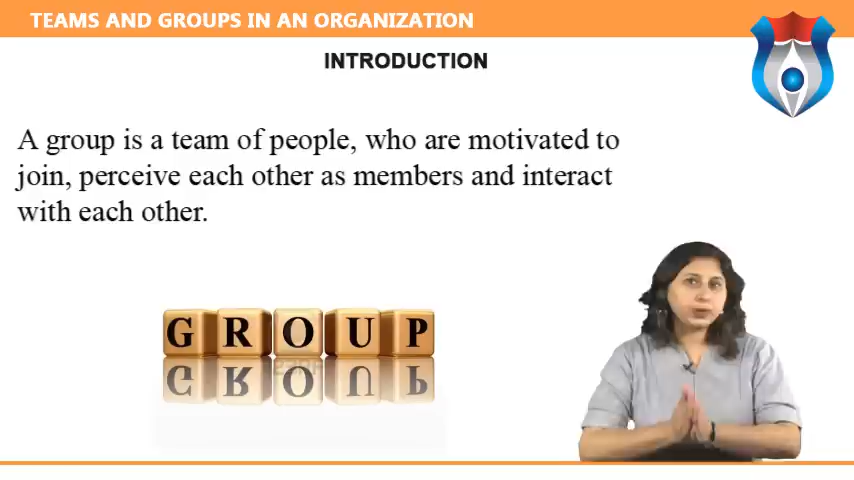 TEAMS AND GROUPS IN AN ORGANIZATION
INTRODUCTION
A group is a team of people, who are motivated to
join, perceive each other as members and interact
with each other.
GROUP